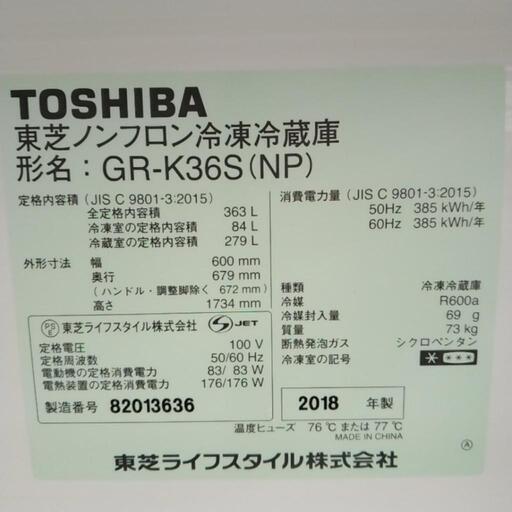 TOSHIBA
東芝ノンフロン冷凍冷蔵庫
形名：GR-K36S(NP)
定格内容積 (JIS C 9801-3:2015)
全定格内容積 363 L
冷凍室の定格内容積 84 L
冷蔵室の定格内容積 279 L
外形寸法 幅 600 mm
奥行 679 mm
(ハンドル・調整脚除く 672 mm)
高さ 1734 mm
消費電力量 (JIS C 9801-3:2015)
50Hz 385 kWh/年
60Hz 385 kWh/年
種類 冷凍冷蔵庫
冷媒 R600a
冷媒封入量 69 g
質量 73 kg
断熱発泡ガス シクロペンタン
冷凍室の記号
PS E 東芝ライフスタイル株式会社 S JET
定格電圧 100 V
定格周波数 50/60 Hz
電動機の定格消費電力 83/ 83 W
電熱装置の定格消費電力 176/176 W
製造番号 82013636
2018 年製
温度ヒューズ 76℃ または 77℃
MADE IN CHINA
A
東芝ライフスタイル株式会社